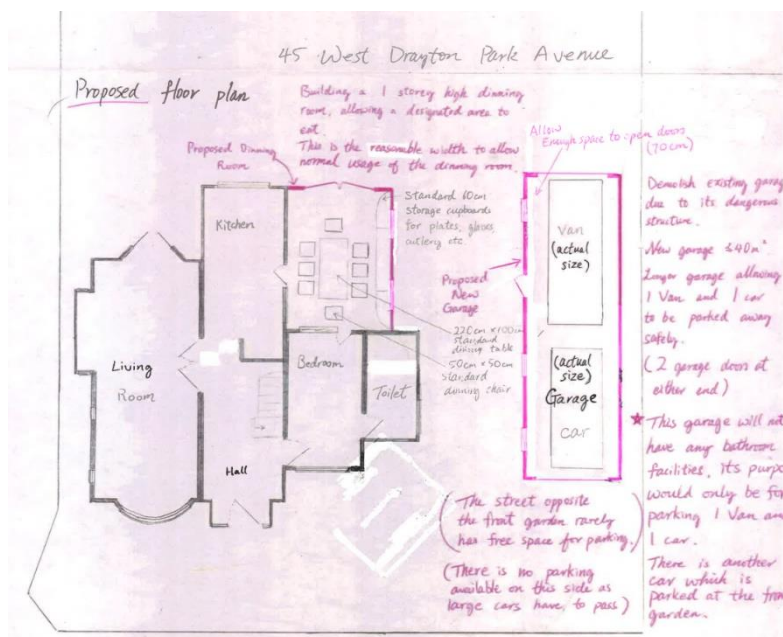 45 West Drayton Park Avenue
Proposed floor plan
Building a 1 storey high dinning
room, allowing a designated area to
eat.
This is the reasonable width to allow
normal usage of the dinning room.
Proposed Dinning
Room
Allow
Enough space to open doors
(70cm)
Kitchen
Standard 60cm
storage cupboards
for plates, glasses,
cutlery etc
Van
(actual
size)
Demolish existing garag
due to its dangerous
structure.
New garage ≤40m²
Larger garage allowing
1 Van and 1 car
to be parked away
safely.
(2 garage doors at
either end)
Proposed
New
Garage
220cm x 100cm
standard
dining table
50cm x 50cm
standard
dinning chair
Living
Room
Bedroom
Toilet
Hall
(actual
size)
Garage
car
★ This garage will not
have any bathroom
facilities, its purpo
would only be for
parking 1 Van an
1 car.
There is another
car which is
parked at the fron
garden.
(The street opposite
the front garden rarely
has free space for parking.)
(There is no parking
available on this side as
large cars have to pass)